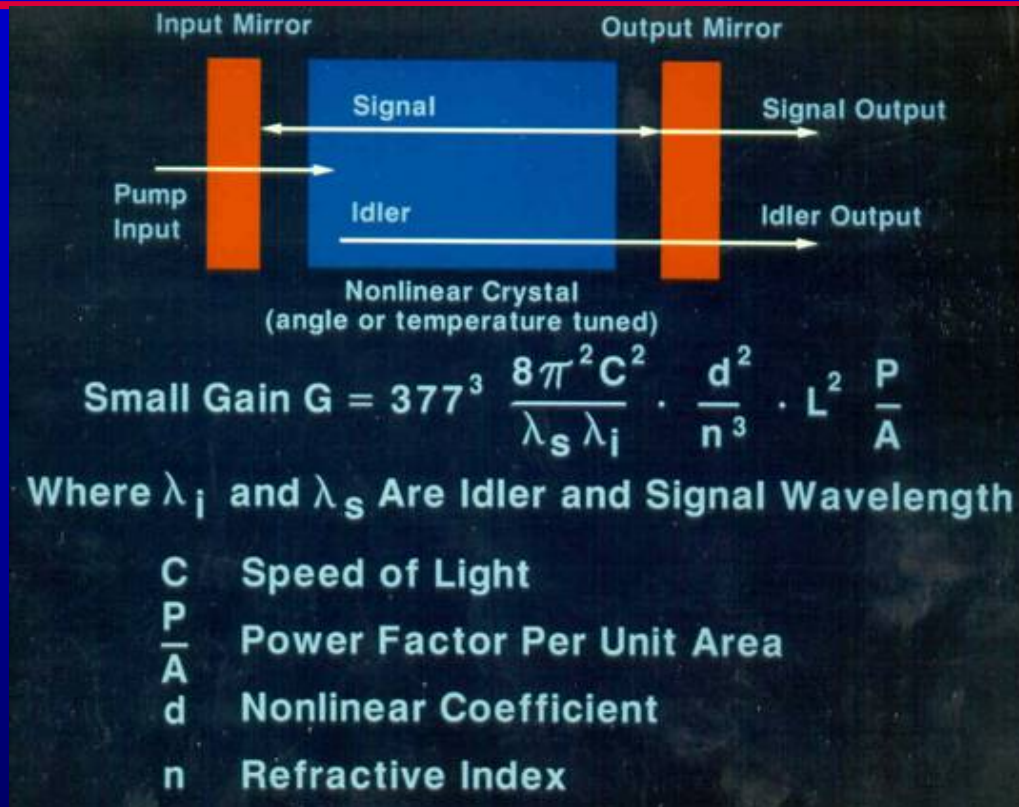 Input Mirror
Output Mirror
Signal
Signal Output
Pump
Input
Idler
Idler Output
Nonlinear Crystal
(angle or temperature tuned)
Small Gain G = 377³ 8π²C² / λs λi · d² / n³ · L² P / A
Where λi and λs Are Idler and Signal Wavelength
C Speed of Light
P / A Power Factor Per Unit Area
d Nonlinear Coefficient
n Refractive Index